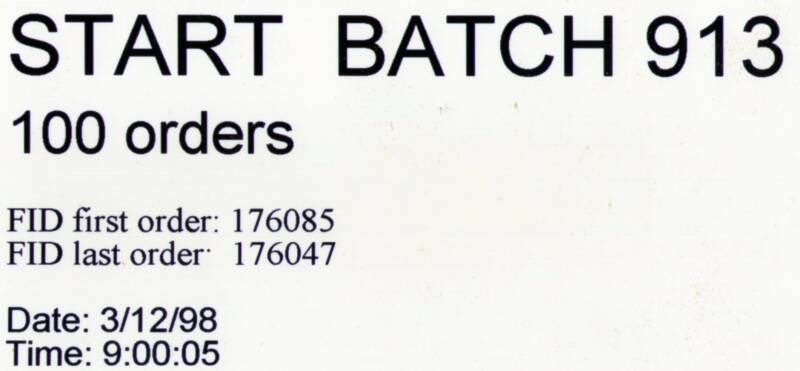 START BATCH 913
100 orders
FID first order: 176085
FID last order: 176047
Date: 3/12/98
Time: 9:00:05